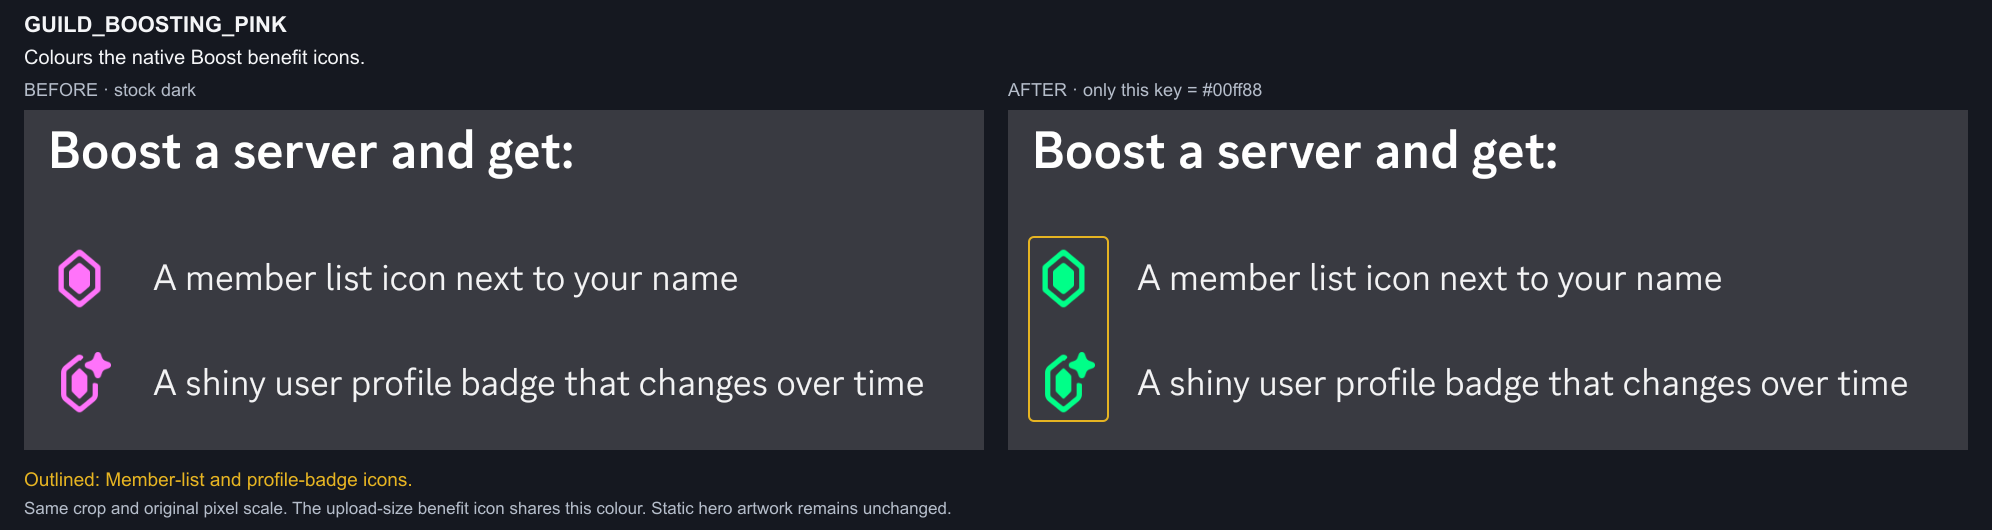 GUILD_BOOSTING_PINK
Colours the native Boost benefit icons.
BEFORE · stock dark
Boost a server and get:
A member list icon next to your name
A shiny user profile badge that changes over time
AFTER · only this key = #00ff88
Boost a server and get:
A member list icon next to your name
A shiny user profile badge that changes over time
Outlined: Member-list and profile-badge icons.
Same crop and original pixel scale. The upload-size benefit icon shares this colour. Static hero artwork remains unchanged.